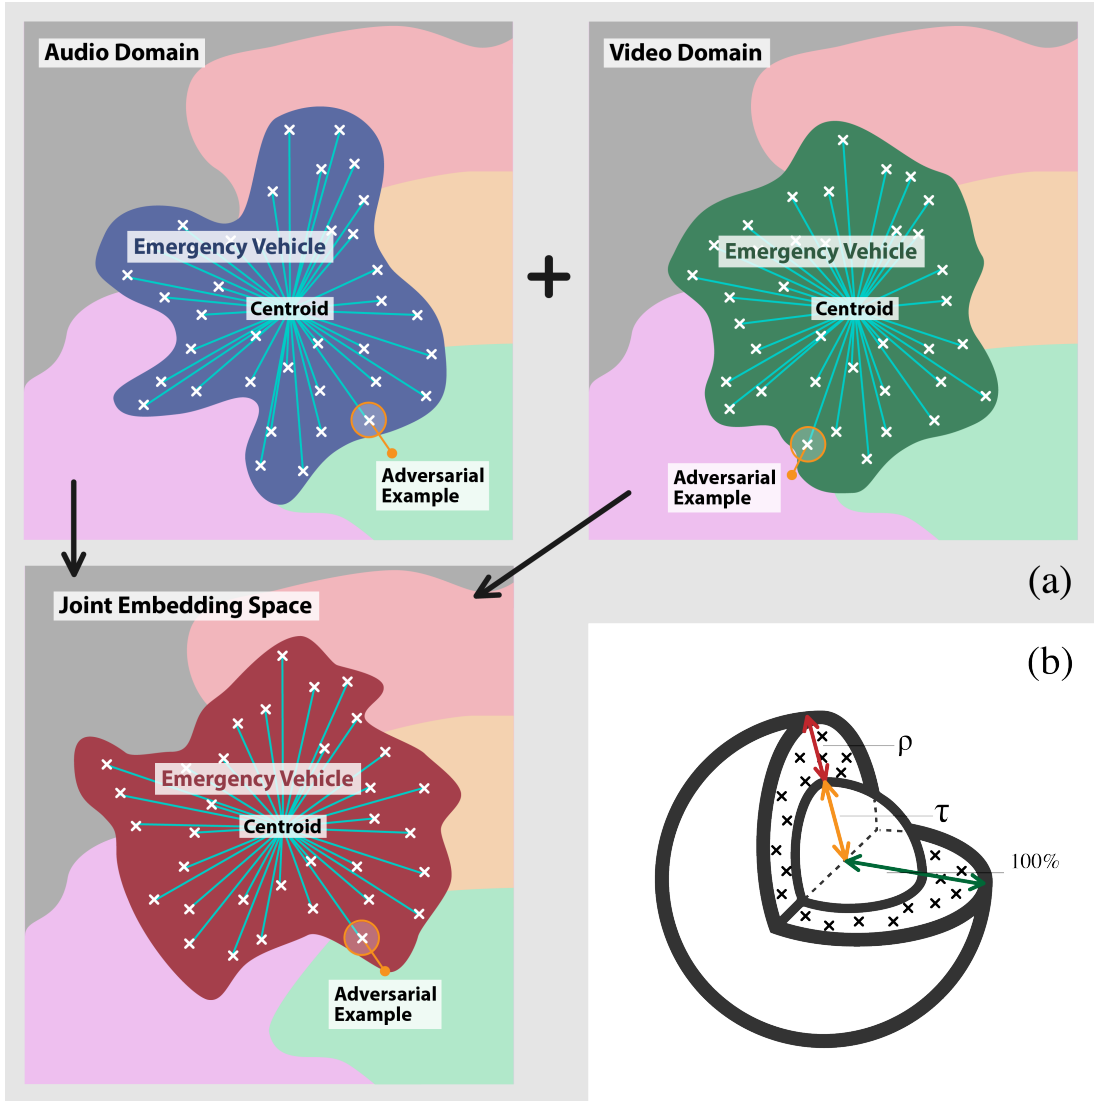 Audio Domain
Emergency Vehicle
Centroid
Adversarial
Example
+
Video Domain
Emergency Vehicle
Centroid
Adversarial
Example
(a)
Joint Embedding Space
Emergency Vehicle
Centroid
Adversarial
Example
(b)
ρ
τ
100%